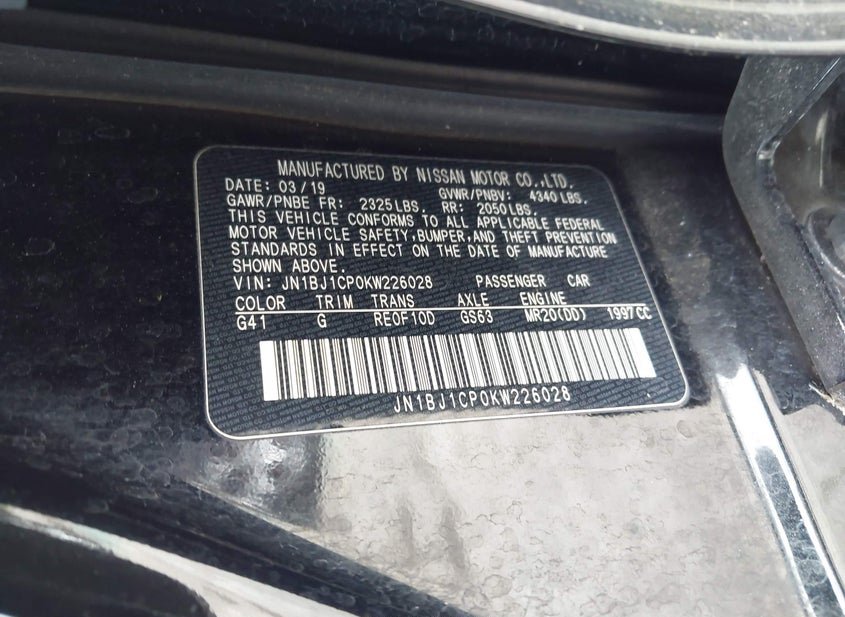 MANUFACTURED BY NISSAN MOTOR CO.,LTD.
DATE: 03/19 GVWR/PNBV: 4340 LBS.
GAWR/PNBE FR: 2325 LBS. RR: 2050 LBS.
THIS VEHICLE CONFORMS TO ALL APPLICABLE FEDERAL
MOTOR VEHICLE SAFETY, BUMPER, AND THEFT PREVENTION
STANDARDS IN EFFECT ON THE DATE OF MANUFACTURE
SHOWN ABOVE.
VIN: JN1BJ1CP0KW226028 PASSENGER CAR
COLOR TRIM TRANS AXLE ENGINE
G41 G RE0F10D GS63 MR20(DD) 1997CC
JN1BJ1CP0KW226028